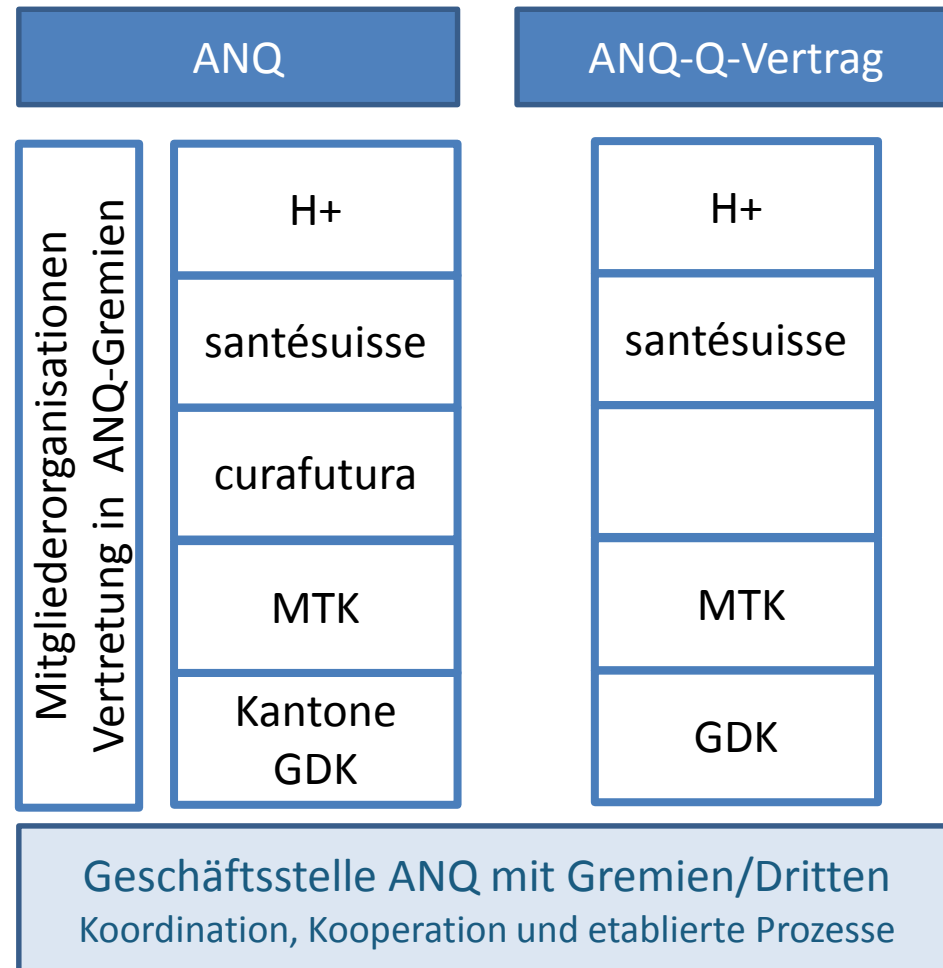 ANQ
ANQ-Q-Vertrag
Mitgliederorganisationen
Vertretung in ANQ-Gremien
H+
santésuisse
curafutura
MTK
Kantone
GDK
H+
santésuisse
MTK
GDK
Geschäftsstelle ANQ mit Gremien/Dritten
Koordination, Kooperation und etablierte Prozesse